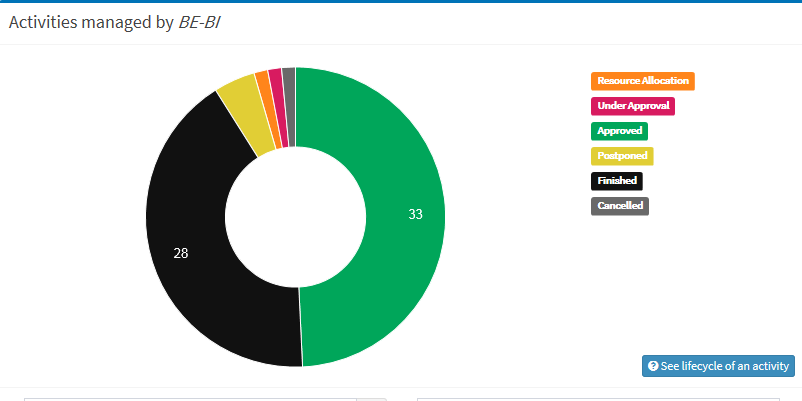 Activities managed by BE-BI
Resource Allocation
Under Approval
Approved
Postponed
Finished
Cancelled
33
28
See lifecycle of an activity